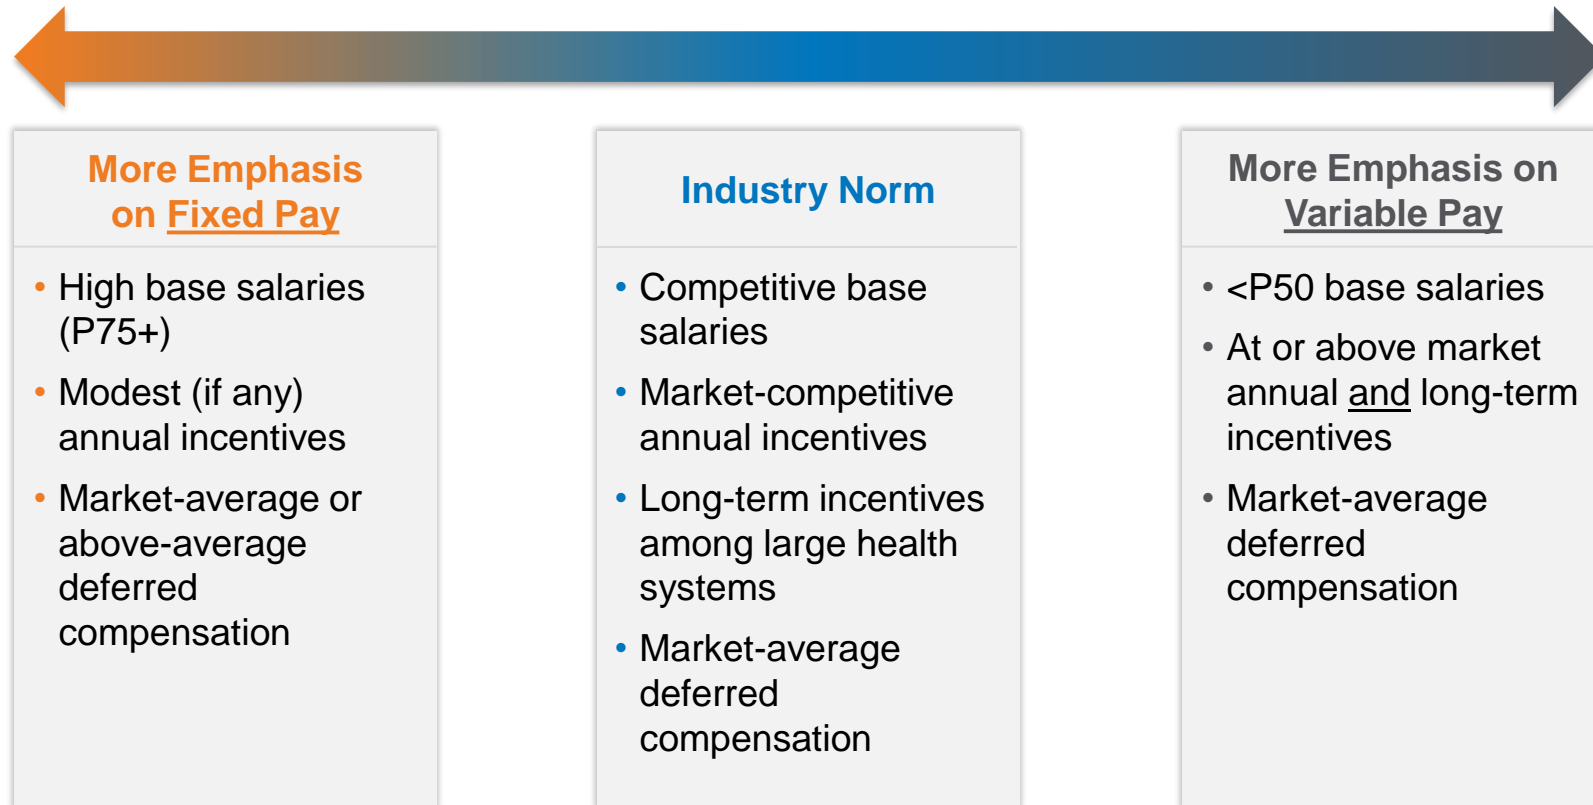 More Emphasis
on Fixed Pay
• High base salaries
(P75+)
• Modest (if any)
annual incentives
• Market-average or
above-average
deferred
compensation
Industry Norm
• Competitive base
salaries
• Market-competitive
annual incentives
• Long-term incentives
among large health
systems
• Market-average
deferred
compensation
More Emphasis on
Variable Pay
• <P50 base salaries
• At or above market
annual and long-term
incentives
• Market-average
deferred
compensation